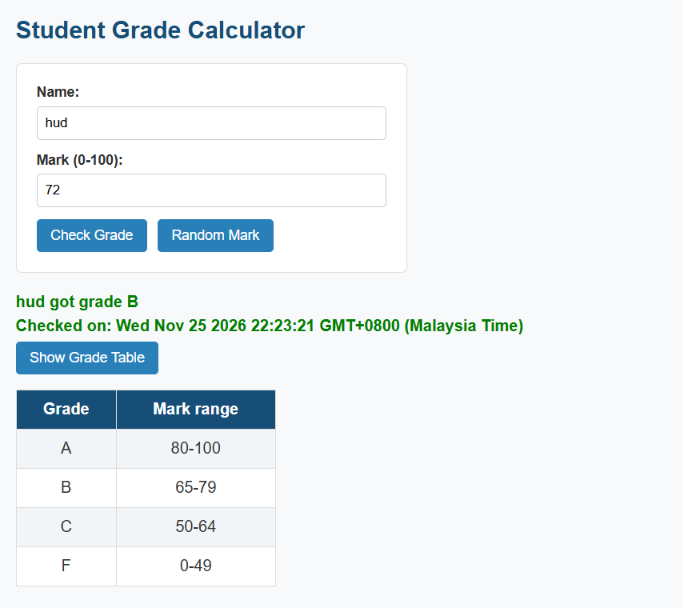 Student Grade Calculator
Name:
hud
Mark (0-100):
72
Check Grade Random Mark
hud got grade B
Checked on: Wed Nov 25 2026 22:23:21 GMT+0800 (Malaysia Time)
Show Grade Table
Grade Mark range
A 80-100
B 65-79
C 50-64
F 0-49